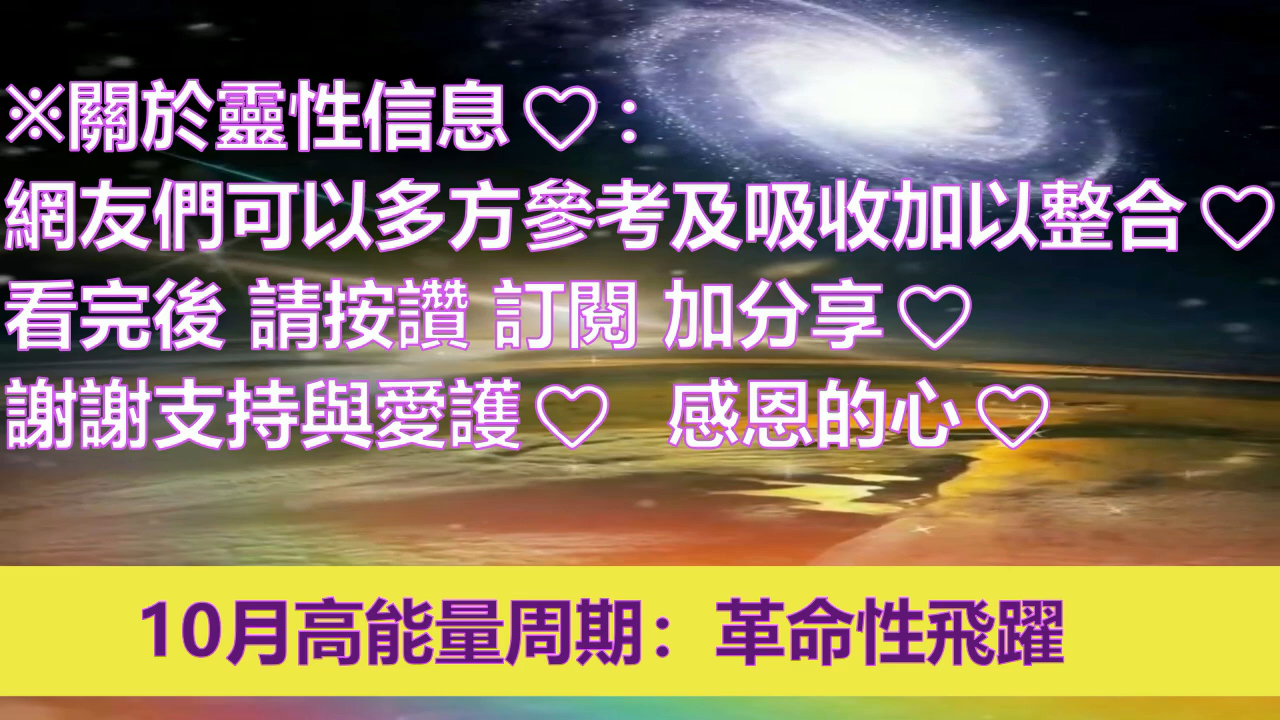 ※關於靈性信息♡：
網友們可以多方參考及吸收加以整合♡
看完後 請按讚 訂閱 加分享♡
謝謝支持與愛護♡ 感恩的心♡
10月高能量周期：革命性飛躍